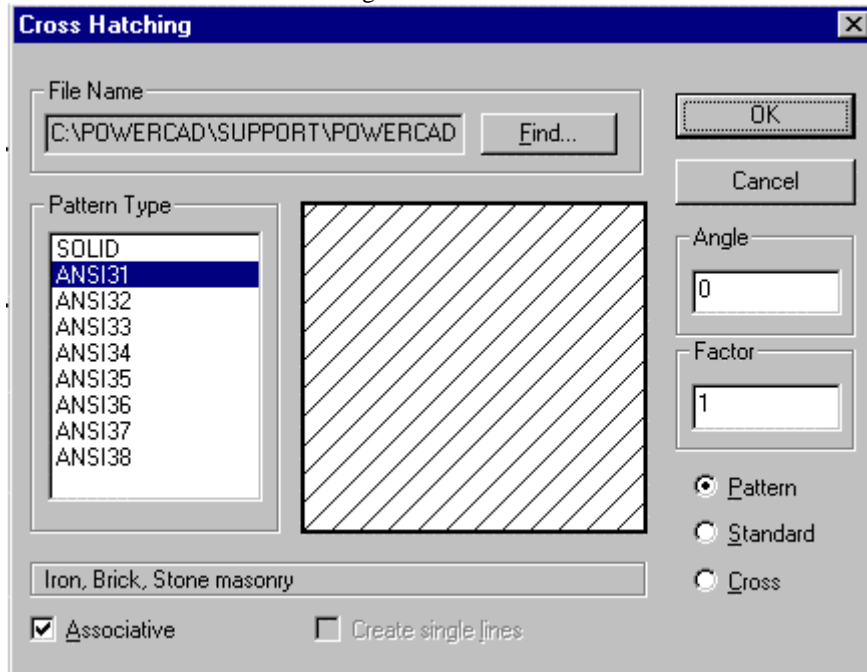 Cross Hatching
File Name
C:\POWERCAD\SUPPORT\POWERCAD
Find...
OK
Cancel
Pattern Type
SOLID
ANSI31
ANSI32
ANSI33
ANSI34
ANSI35
ANSI36
ANSI37
ANSI38
Angle
0
Factor
1
Pattern
Standard
Cross
Iron, Brick, Stone masonry
Associative
Create single lines